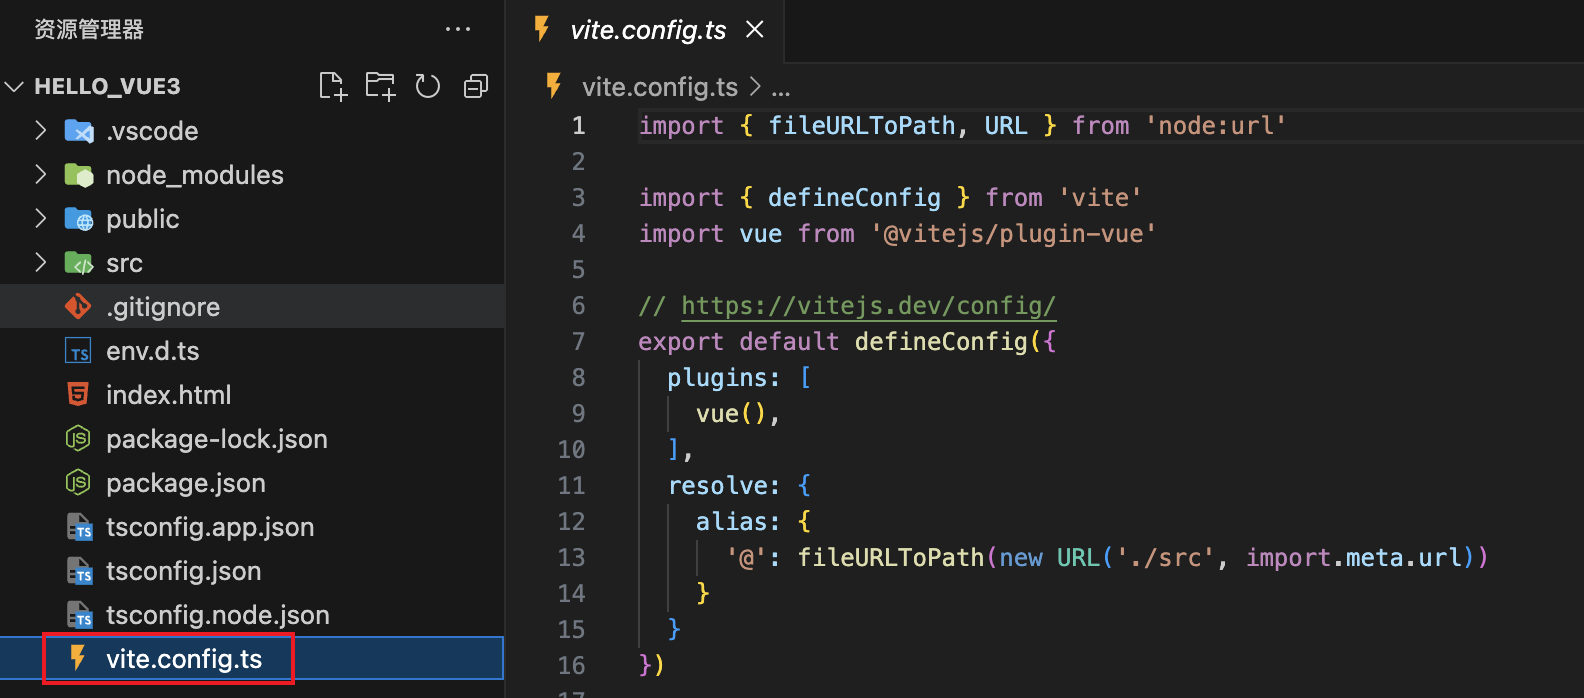 资源管理器
HELLO_VUE3
.vscode
node_modules
public
src
.gitignore
env.d.ts
index.html
package-lock.json
package.json
tsconfig.app.json
tsconfig.json
tsconfig.node.json
vite.config.ts
vite.config.ts
vite.config.ts > ...
1 import { fileURLToPath, URL } from 'node:url'
2
3 import { defineConfig } from 'vite'
4 import vue from '@vitejs/plugin-vue'
5
6 // https://vitejs.dev/config/
7 export default defineConfig({
8   plugins: [
9     vue(),
10   ],
11   resolve: {
12     alias: {
13       '@': fileURLToPath(new URL('./src', import.meta.url))
14     }
15   }
16 })
17